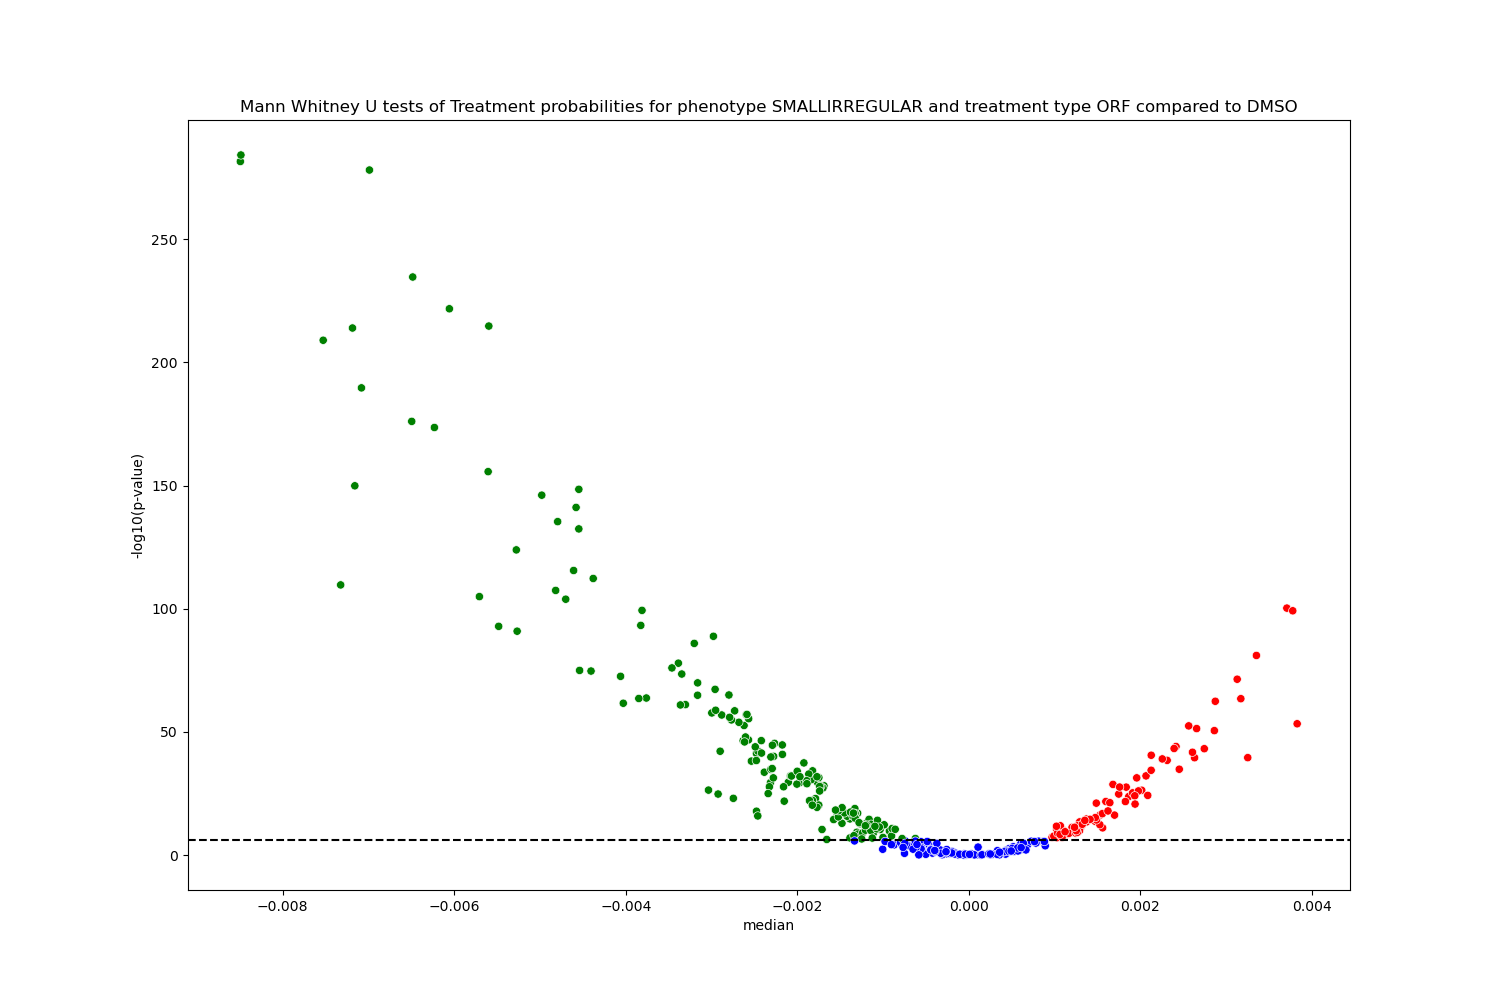 Mann Whitney U tests of Treatment probabilities for phenotype SMALLIRREGULAR and treatment type ORF compared to DMSO
-log10(p-value)
250
200
150
100
50
0
−0.008 −0.006 −0.004 −0.002 0.000 0.002 0.004
median